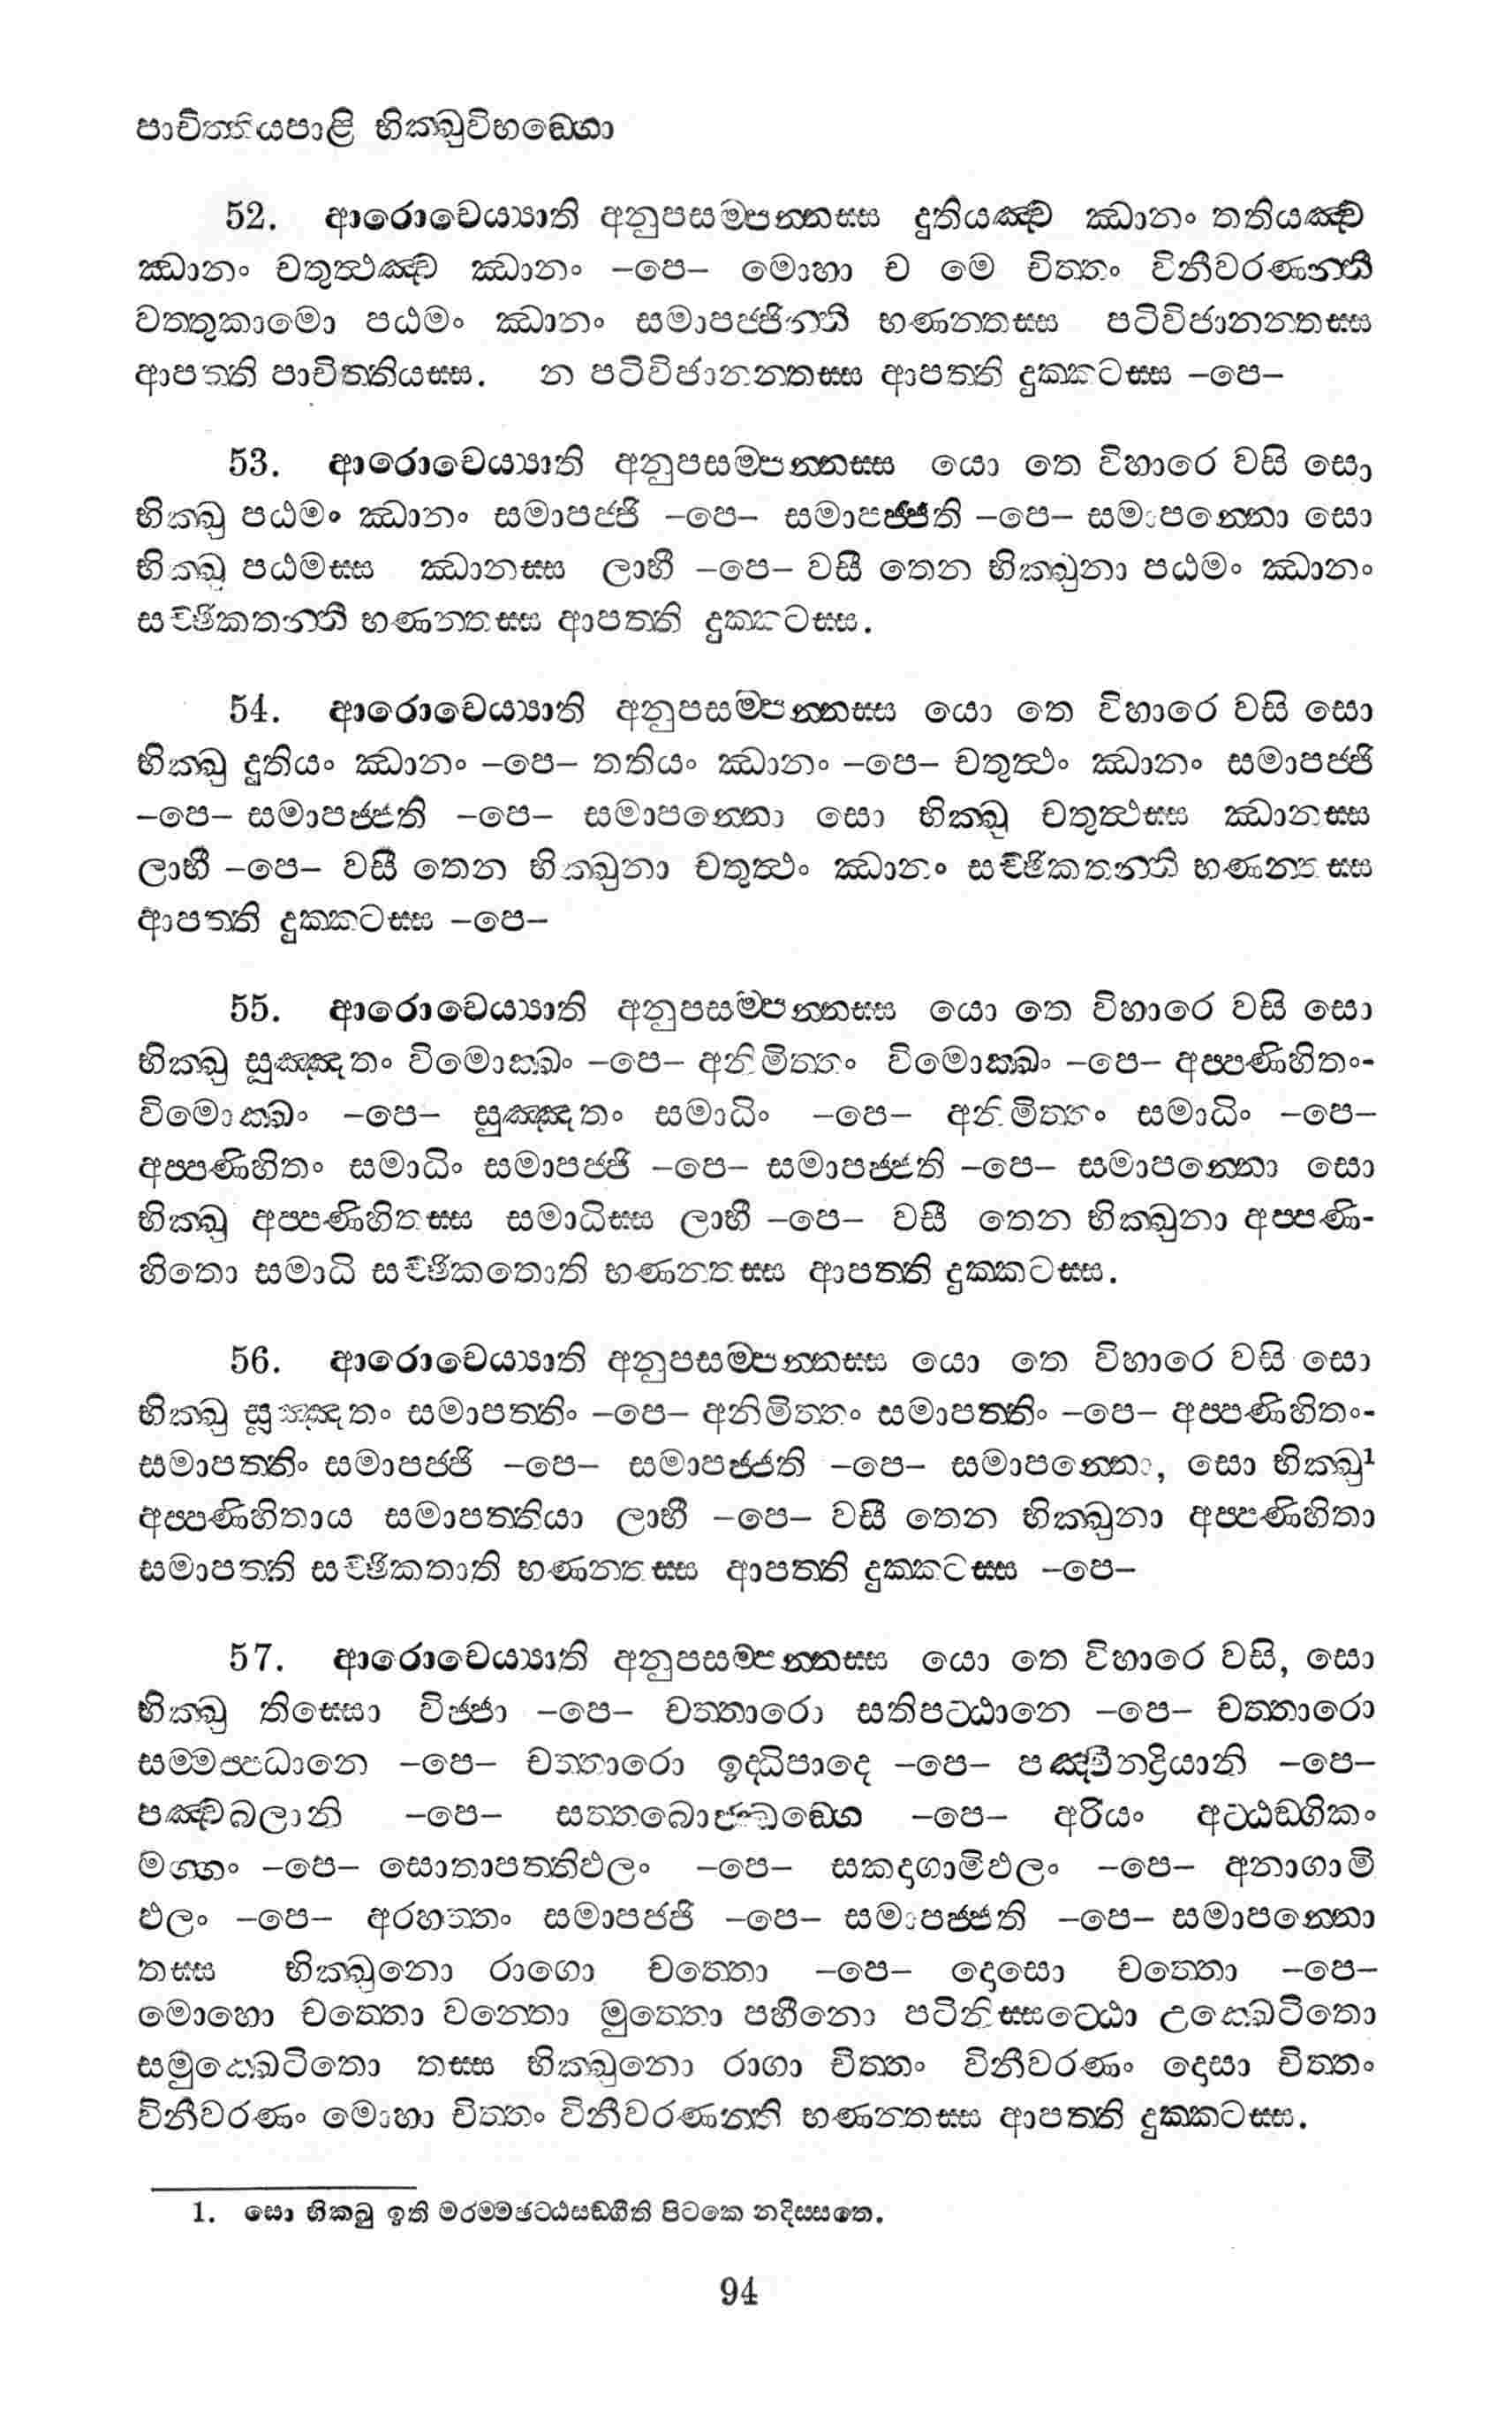 පාචිත්තියපාළි භික්ඛුවිභඞ්ගො
52. ආරොචෙය්‍යාති අනුපසම්පන්නස්ස දුතියඤ්ච ඣානං තතියඤ්ච
ඣානං චතුත්ථඤ්ච ඣානං –පෙ– මොහා ච මෙ චිත්තං විනීවරණන්ති
වත්තුකාමො පඨමං ඣානං සමාපජ්ජින්ති භණන්තස්ස පටිවිජානන්තස්ස
ආපත්ති පාචිත්තියස්ස. න පටිවිජානන්තස්ස ආපත්ති දුක්කටස්ස –පෙ–
53. ආරොචෙය්‍යාති අනුපසම්පන්නස්ස යො තෙ විහාරෙ වසි සො
භික්ඛු පඨමං ඣානං සමාපජ්ජි –පෙ– සමාපජ්ජති –පෙ– සමාපන්නො සො
භික්ඛු පඨමස්ස ඣානස්ස ලාභී –පෙ– වසී තෙන භික්ඛුනා පඨමං ඣානං
සච්ඡිකතන්ති භණන්තස්ස ආපත්ති දුක්කටස්ස.
54. ආරොචෙය්‍යාති අනුපසම්පන්නස්ස යො තෙ විහාරෙ වසි සො
භික්ඛු දුතියං ඣානං –පෙ– තතියං ඣානං –පෙ– චතුත්ථං ඣානං සමාපජ්ජි
–පෙ– සමාපජ්ජති –පෙ– සමාපන්නො සො භික්ඛු චතුත්ථස්ස ඣානස්ස
ලාභී –පෙ– වසී තෙන භික්ඛුනා චතුත්ථං ඣානං සච්ඡිකතන්ති භණන්තස්ස
ආපත්ති දුක්කටස්ස –පෙ–
55. ආරොචෙය්‍යාති අනුපසම්පන්නස්ස යො තෙ විහාරෙ වසි සො
භික්ඛු සුඤ්ඤතං විමොක්ඛං –පෙ– අනිමිත්තං විමොක්ඛං –පෙ– අප්පණිහිතං-
විමොක්ඛං –පෙ– සුඤ්ඤතං සමාධිං –පෙ– අනිමිත්තං සමාධිං –පෙ–
අප්පණිහිතං සමාධිං සමාපජ්ජි –පෙ– සමාපජ්ජති –පෙ– සමාපන්නො සො
භික්ඛු අප්පණිහිතස්ස සමාධිස්ස ලාභී –පෙ– වසී තෙන භික්ඛුනා අප්පණි-
හිතො සමාධි සච්ඡිකතොති භණන්තස්ස ආපත්ති දුක්කටස්ස.
56. ආරොචෙය්‍යාති අනුපසම්පන්නස්ස යො තෙ විහාරෙ වසි සො
භික්ඛු සුඤ්ඤතං සමාපත්තිං –පෙ– අනිමිත්තං සමාපත්තිං –පෙ– අප්පණිහිතං-
සමාපත්තිං සමාපජ්ජි –පෙ– සමාපජ්ජති –පෙ– සමාපන්නො, සො භික්ඛු¹
අප්පණිහිතාය සමාපත්තියා ලාභී –පෙ– වසී තෙන භික්ඛුනා අප්පණිහිතා
සමාපත්ති සච්ඡිකතාති භණන්තස්ස ආපත්ති දුක්කටස්ස –පෙ–
57. ආරොචෙය්‍යාති අනුපසම්පන්නස්ස යො තෙ විහාරෙ වසි, සො
භික්ඛු තිස්සො විජ්ජා –පෙ– චත්තාරො සතිපට්ඨානෙ –පෙ– චත්තාරො
සම්මප්පධානෙ –පෙ– චත්තාරො ඉද්ධිපාදෙ –පෙ– පඤ්චින්ද්‍රියානි –පෙ–
පඤ්චබලානි –පෙ– සත්තබොජ්ඣඞ්ගෙ –පෙ– අරියං අට්ඨඞ්ගිකං
මග්ගං –පෙ– සොතාපත්තිඵලං –පෙ– සකදාගාමිඵලං –පෙ– අනාගාමි
ඵලං –පෙ– අරහත්තං සමාපජ්ජි –පෙ– සමාපජ්ජති –පෙ– සමාපන්නො
තස්ස භික්ඛුනො රාගො චත්තො –පෙ– දොසො චත්තො –පෙ–
මොහො චත්තො වන්තො මුත්තො පහීනො පටිනිස්සට්ඨො උක්ඛෙටිතො
සමුක්ඛෙටිතො තස්ස භික්ඛුනො රාගා චිත්තං විනීවරණං දොසා චිත්තං
විනීවරණං මොහා චිත්තං විනීවරණන්ති භණන්තස්ස ආපත්ති දුක්කටස්ස.
1. සො භික්ඛු ඉති මරම්මඡට්ඨසඞ්ගීති පිටකෙ නදිස්සතෙ.
94